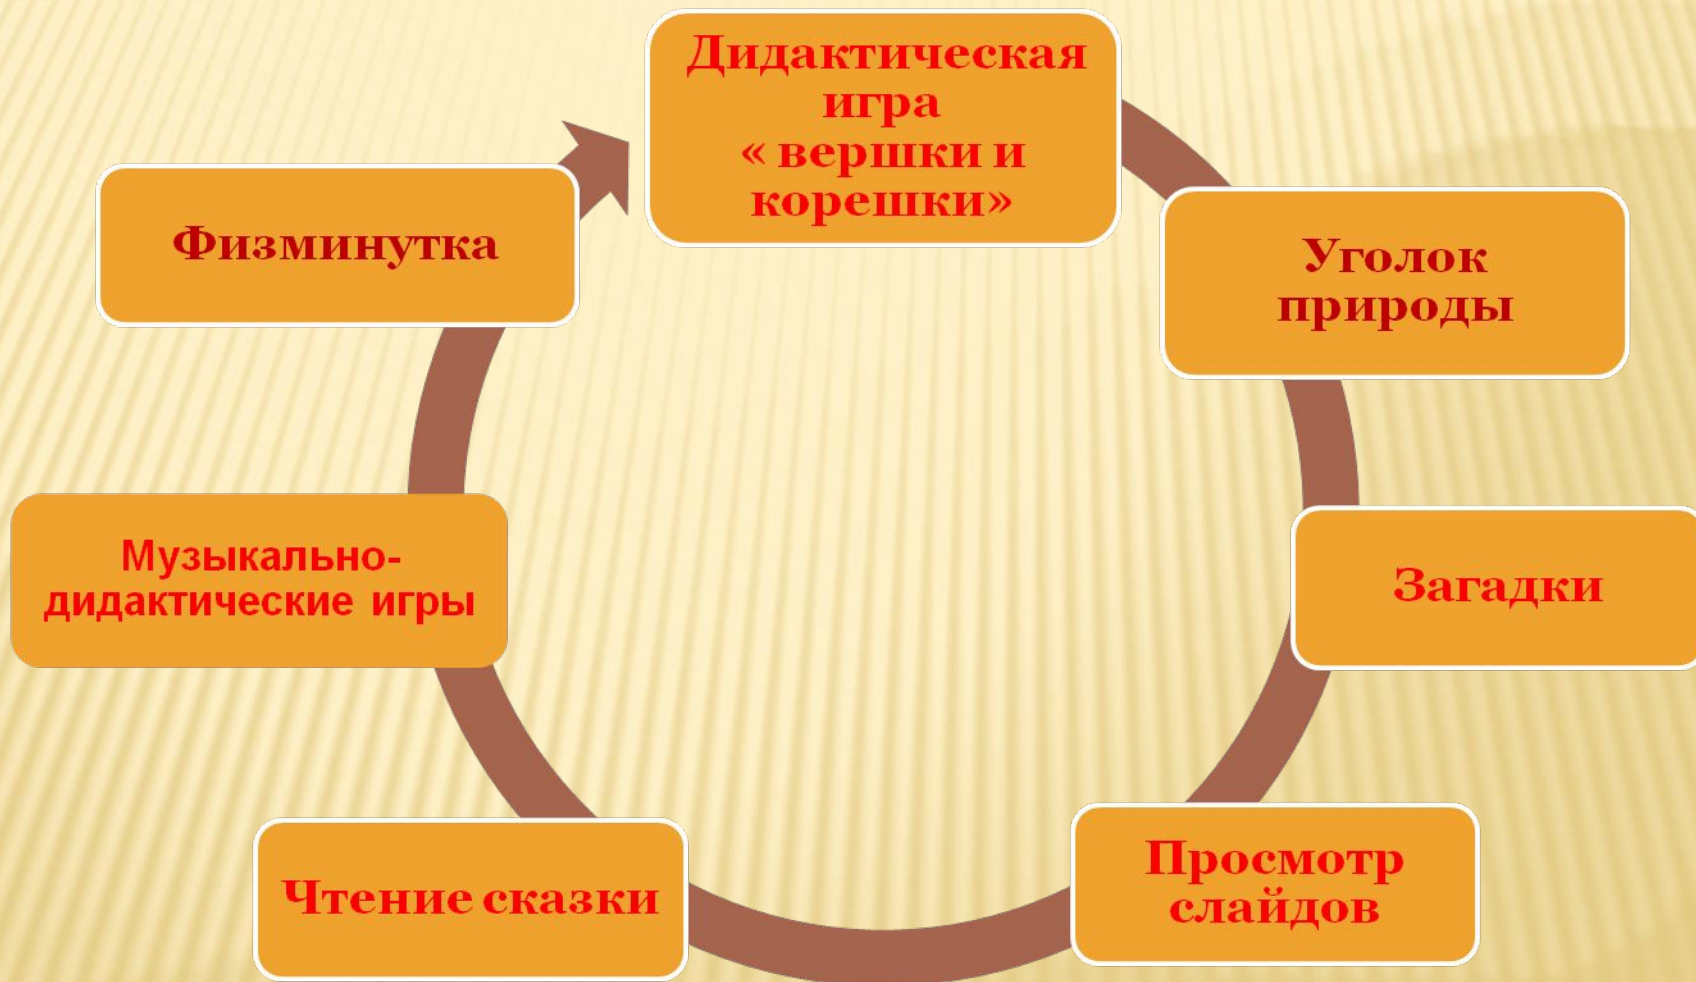 Дидактическая
игра
« вершки и
корешки»
Уголок
природы
Загадки
Просмотр
слайдов
Чтение сказки
Музыкально-
дидактические игры
Физминутка